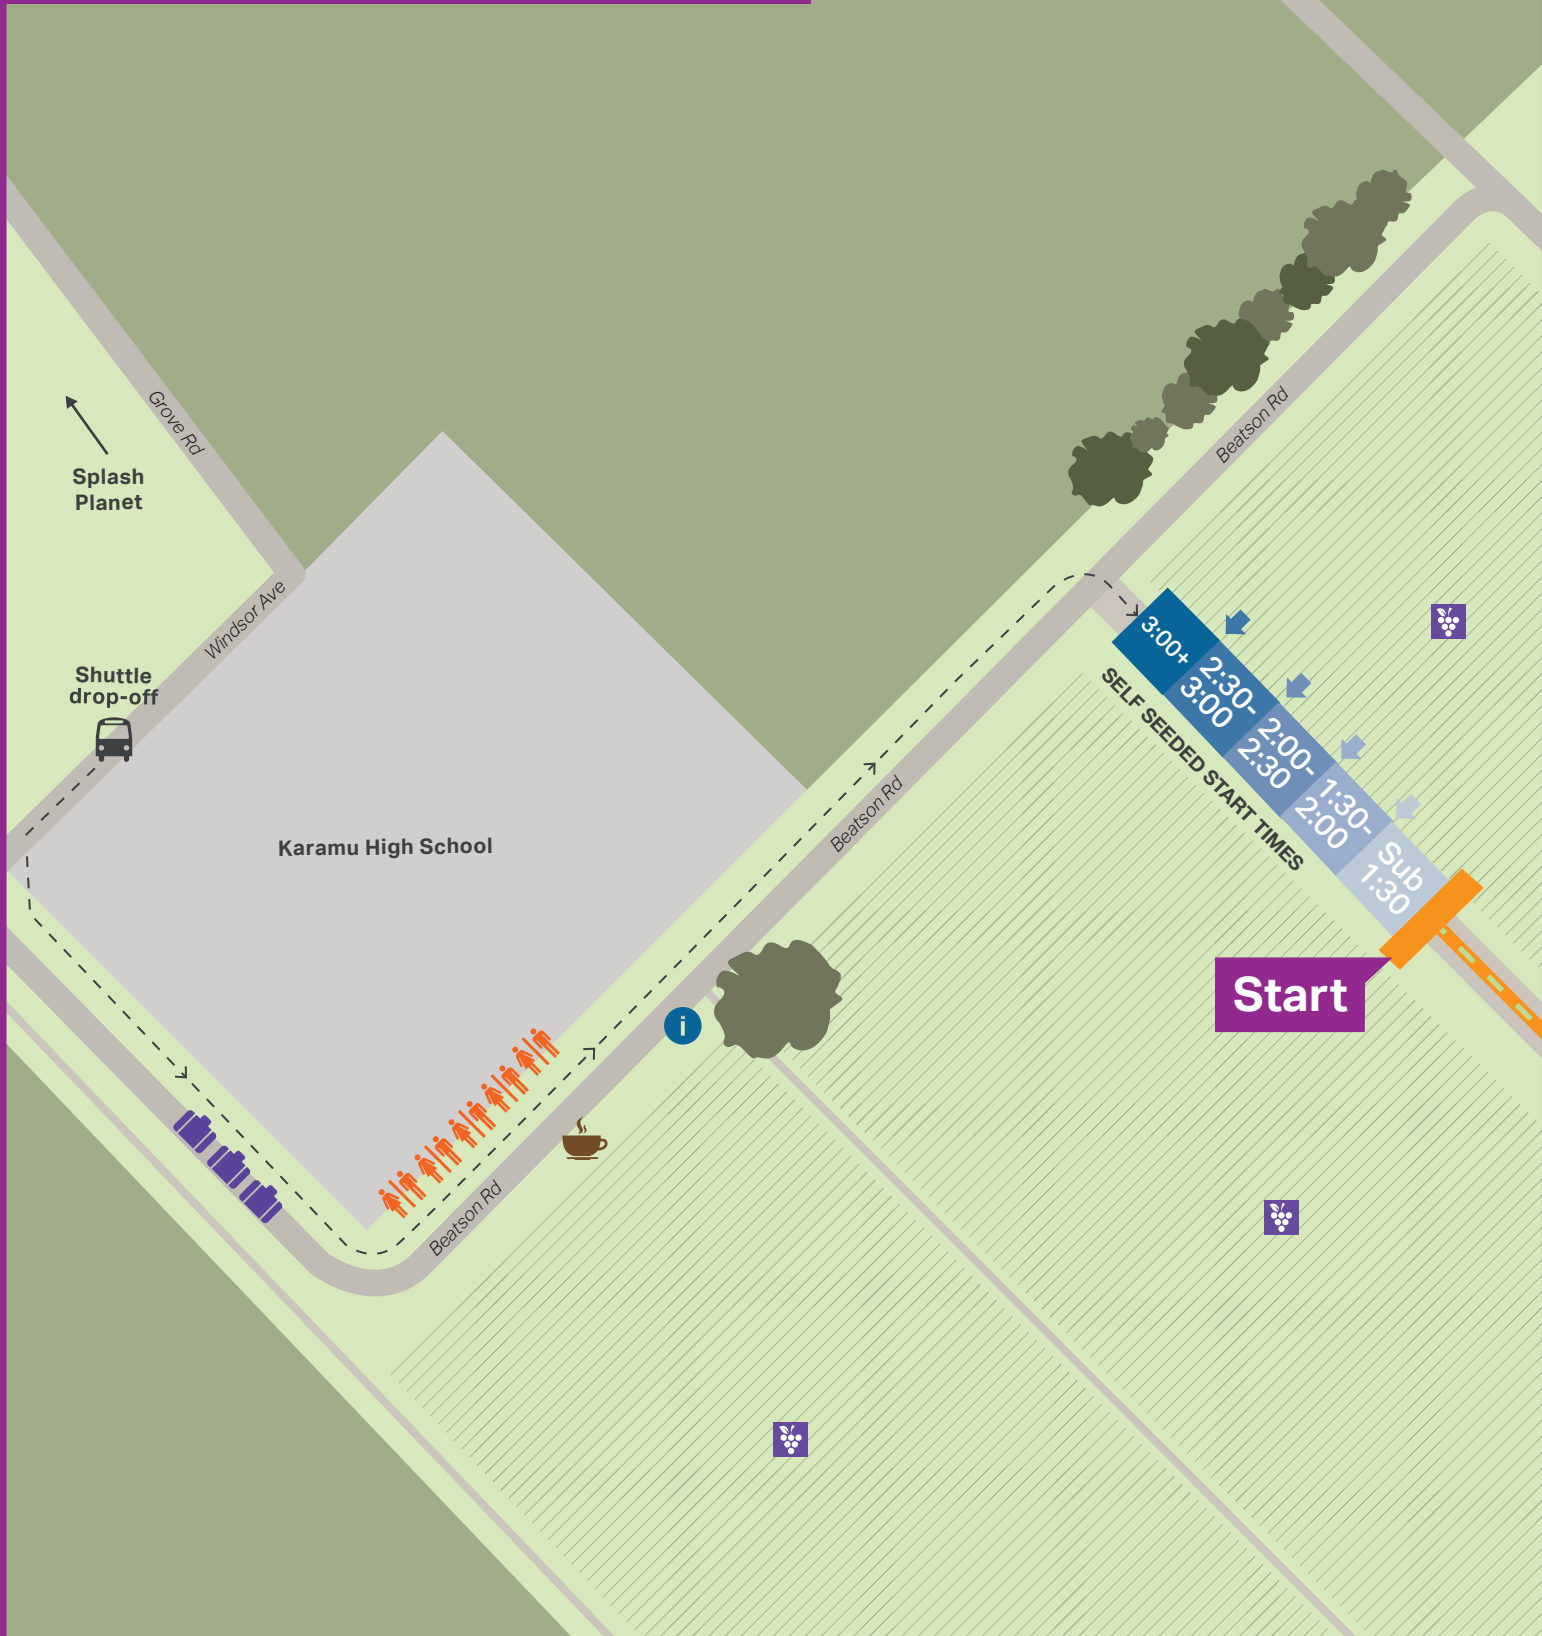 Grove Rd
Splash
Planet
Windsor Ave
Shuttle
drop-off
Karamu High School
Beatson Rd
Beatson Rd
Beatson Rd
i
3:00+
2:30-
3:00
2:00-
2:30
1:30-
2:00
Sub
1:30
SELF SEEDED START TIMES
Start